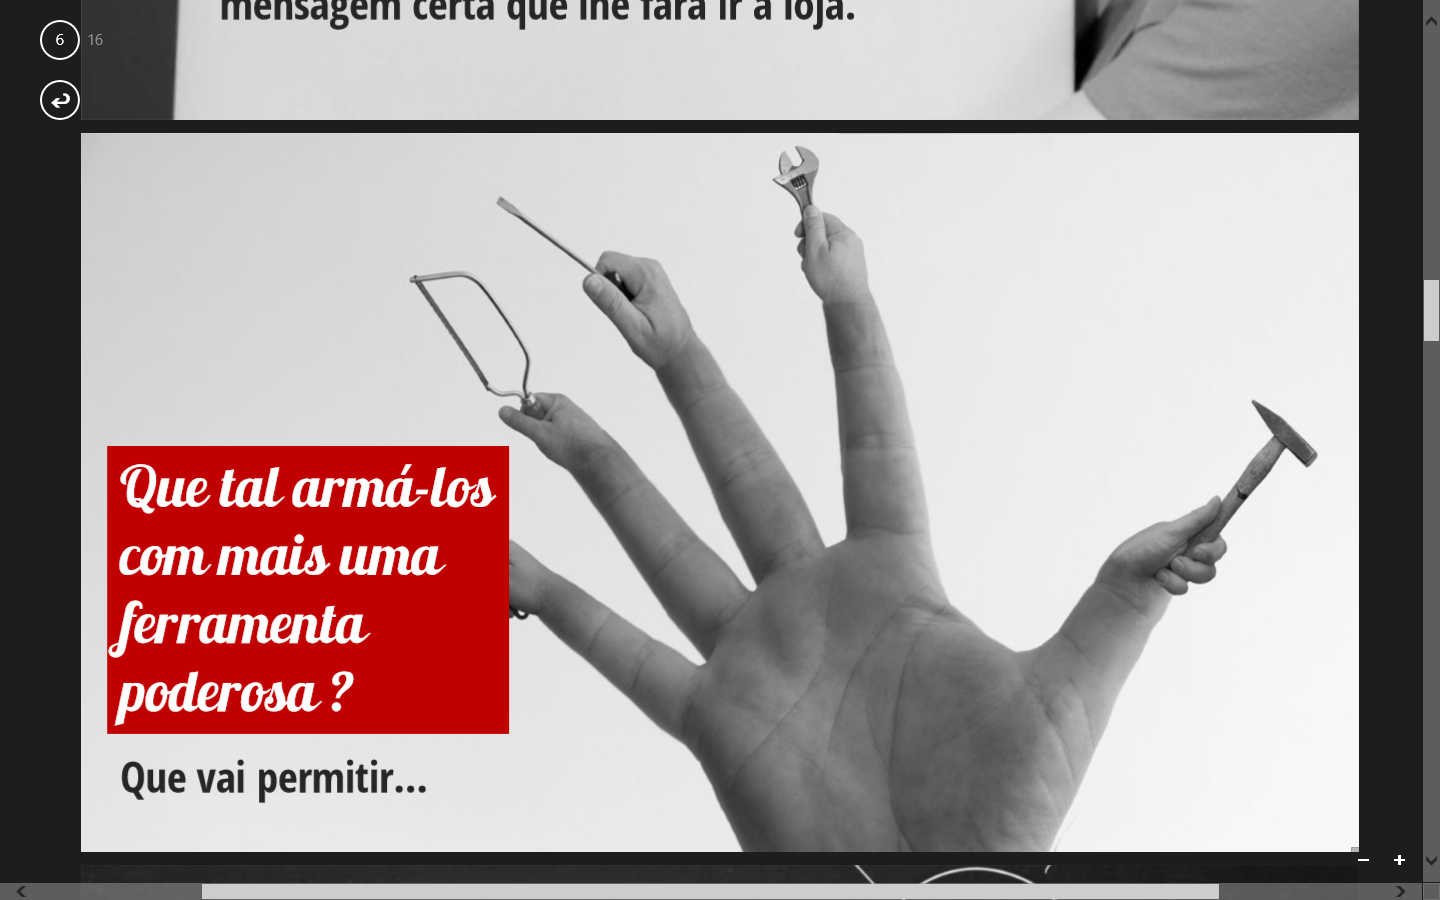 mensagem certa que lhe fará ir à loja.
6
16
Que tal armá-los
com mais uma
ferramenta
poderosa ?
Que vai permitir...